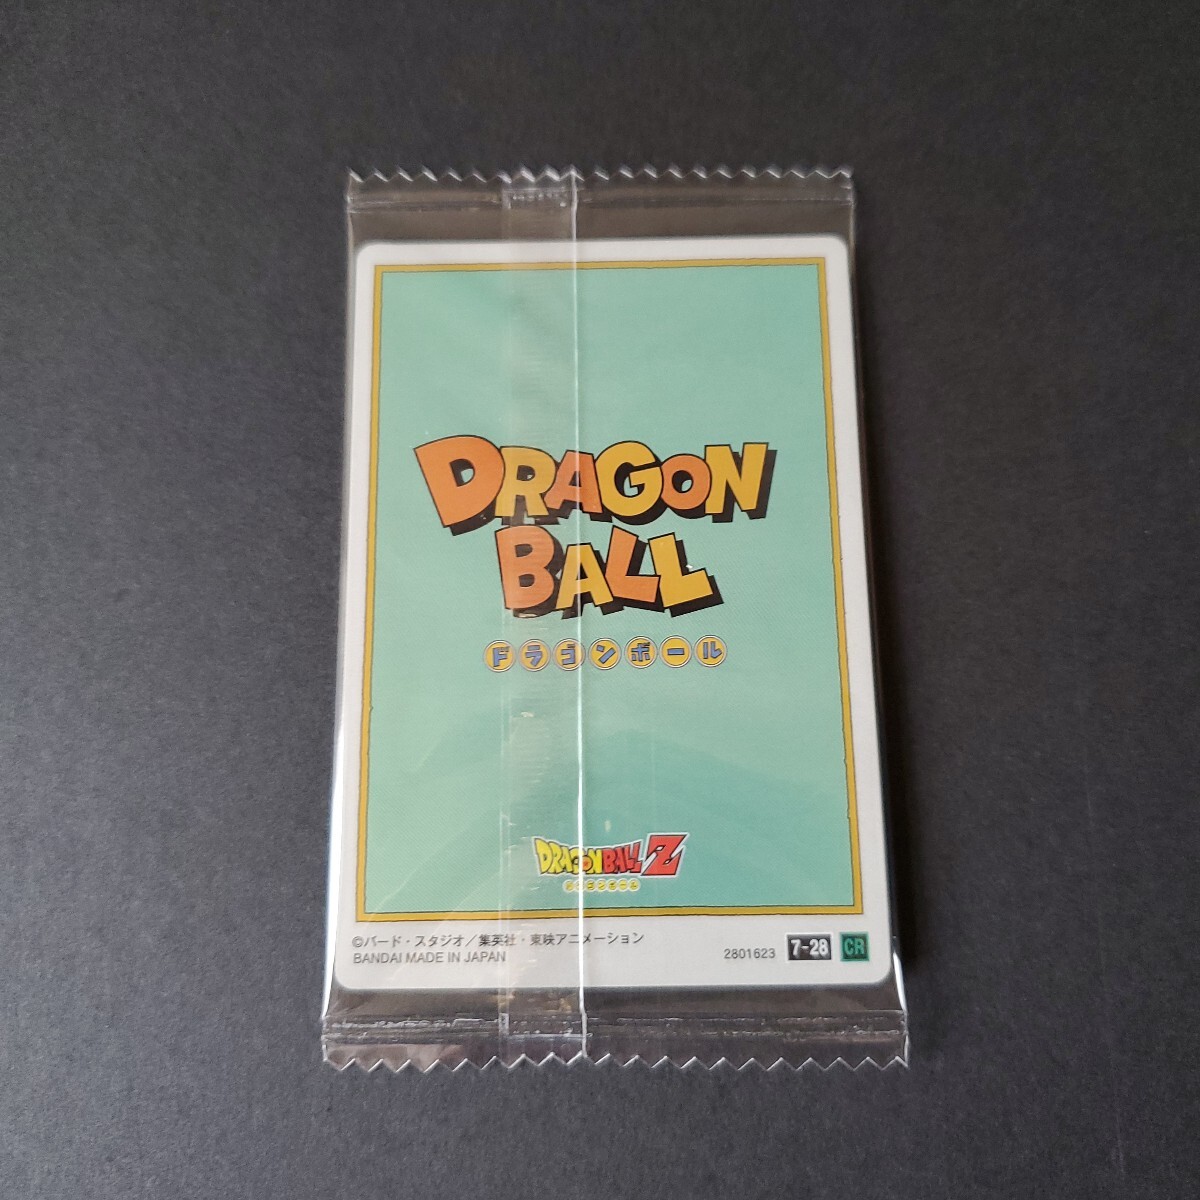 DRAGON
BALL
ドラゴンボール
DRAGON BALL Z
©バード・スタジオ／集英社・東映アニメーション
BANDAI MADE IN JAPAN
2801623 7-28 CR